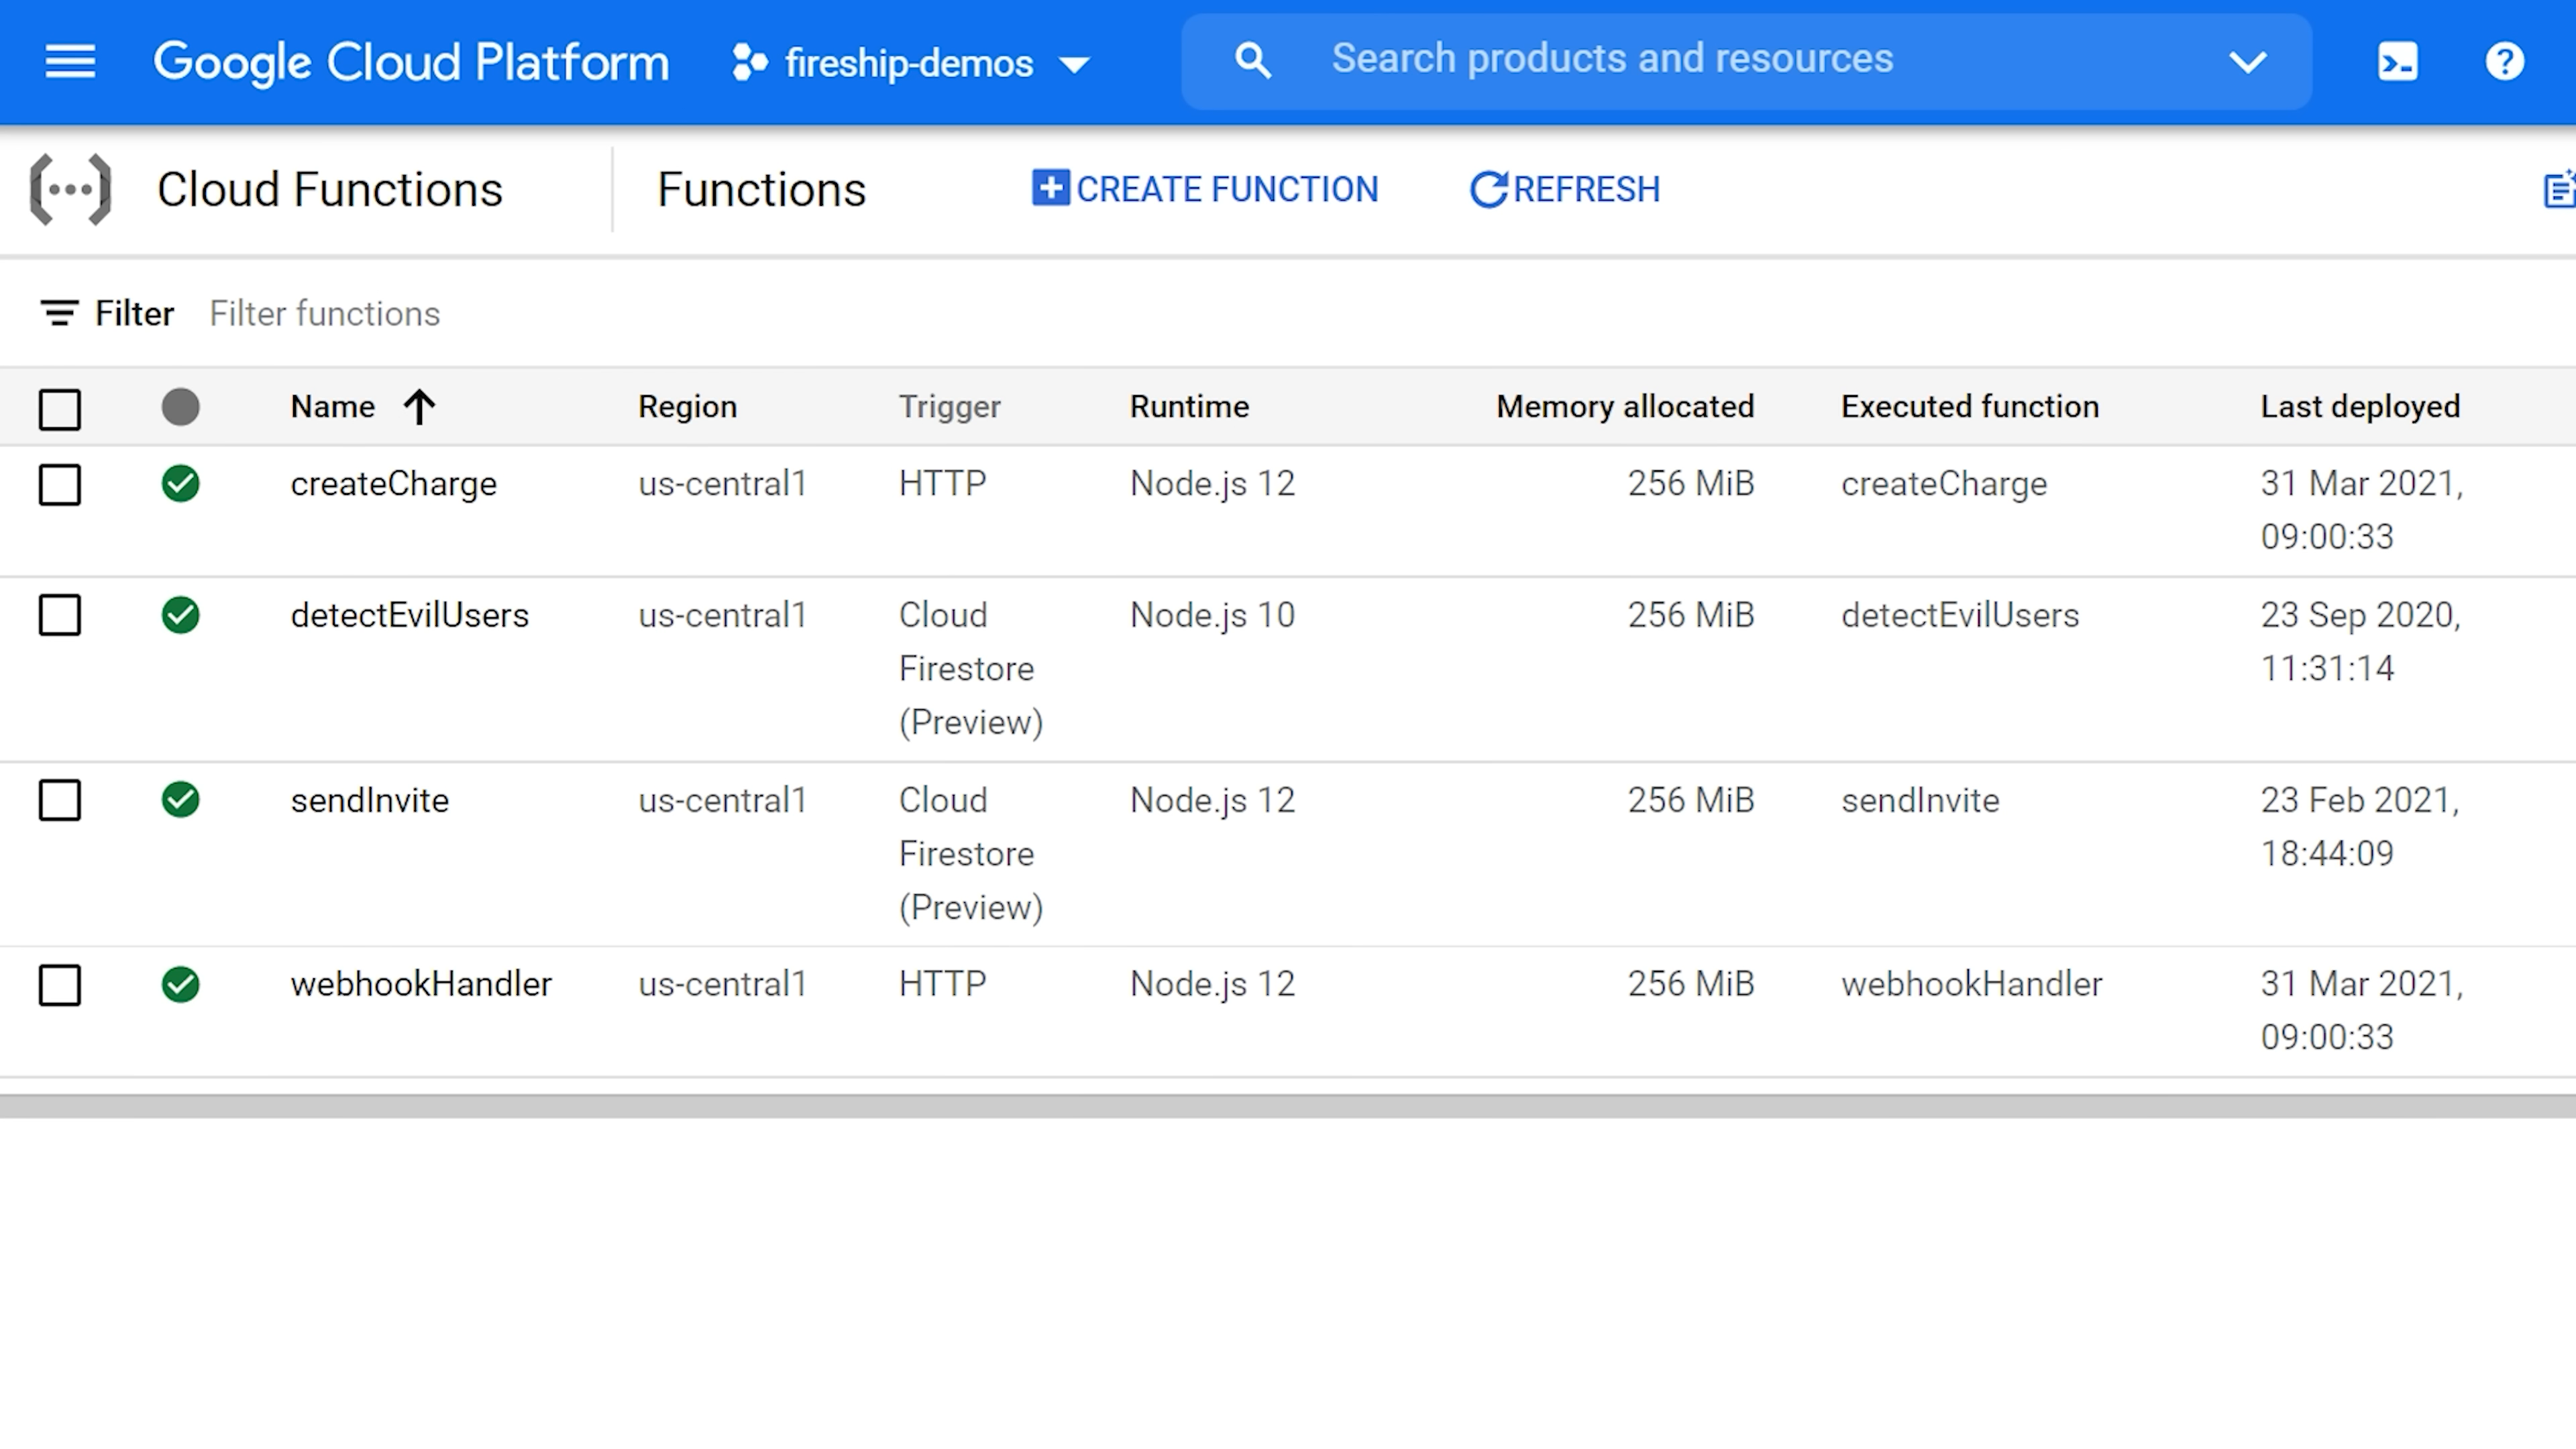 Google Cloud Platform fireship-demos Search products and resources
Cloud Functions Functions CREATE FUNCTION REFRESH
Filter Filter functions
Name Region Trigger Runtime Memory allocated Executed function Last deployed
createCharge us-central1 HTTP Node.js 12 256 MiB createCharge 31 Mar 2021,
09:00:33
detectEvilUsers us-central1 Cloud Node.js 10 256 MiB detectEvilUsers 23 Sep 2020,
Firestore 11:31:14
(Preview)
sendInvite us-central1 Cloud Node.js 12 256 MiB sendInvite 23 Feb 2021,
Firestore 18:44:09
(Preview)
webhookHandler us-central1 HTTP Node.js 12 256 MiB webhookHandler 31 Mar 2021,
09:00:33